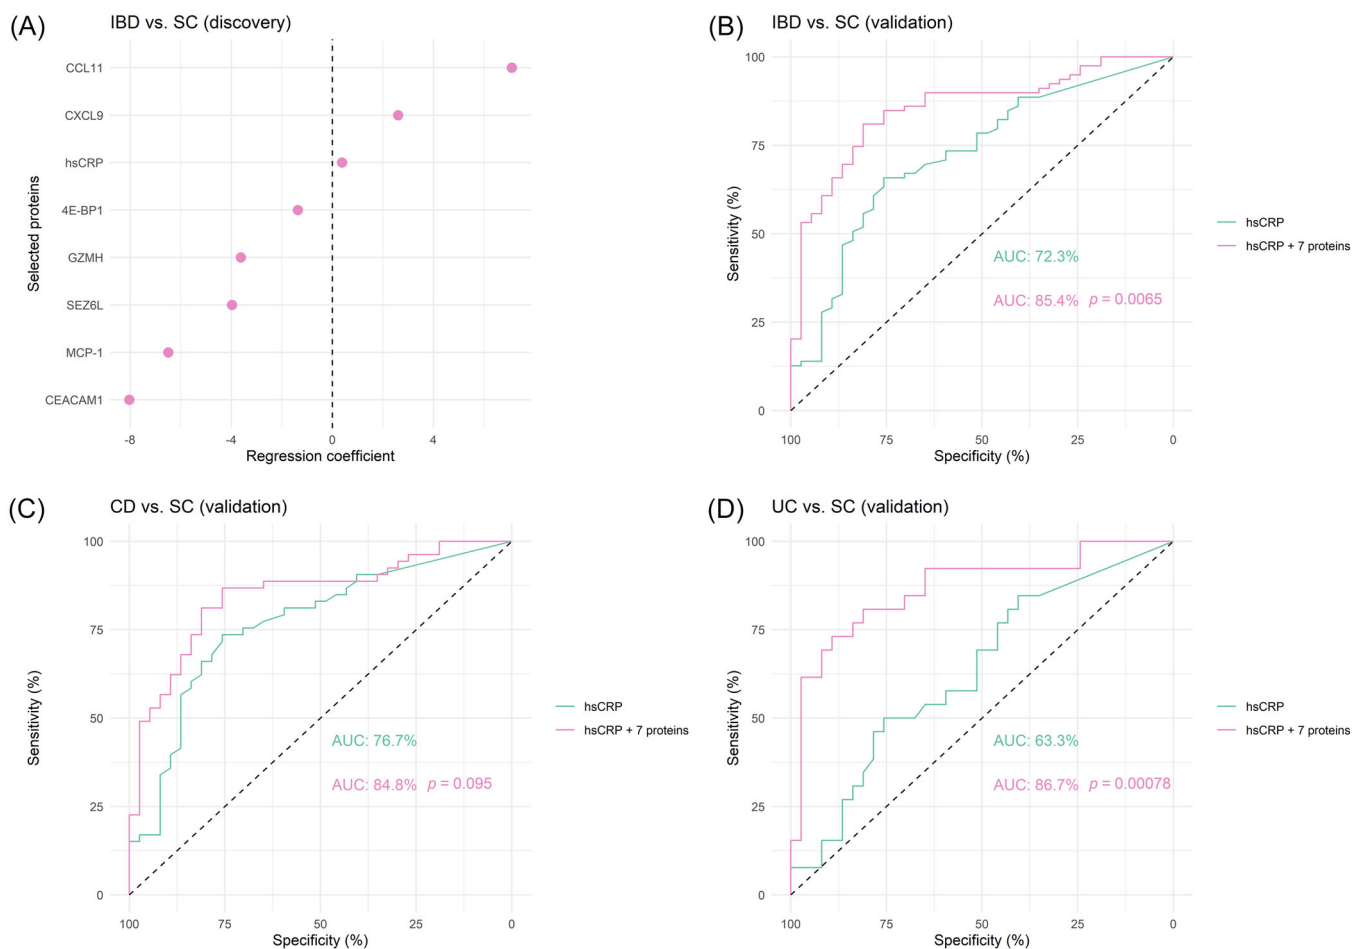 (A)
IBD vs. SC (discovery)
Selected proteins
CCL11
CXCL9
hsCRP
4E-BP1
GZMH
SEZ6L
MCP-1
CEACAM1
-8 -4 0 4
Regression coefficient
(B)
IBD vs. SC (validation)
Sensitivity (%)
100
75
50
25
0
AUC: 72.3%
AUC: 85.4% p = 0.0065
100 75 50 25 0
Specificity (%)
hsCRP
hsCRP + 7 proteins
(C)
CD vs. SC (validation)
Sensitivity (%)
100
75
50
25
0
AUC: 76.7%
AUC: 84.8% p = 0.095
100 75 50 25 0
Specificity (%)
hsCRP
hsCRP + 7 proteins
(D)
UC vs. SC (validation)
Sensitivity (%)
100
75
50
25
0
AUC: 63.3%
AUC: 86.7% p = 0.00078
100 75 50 25 0
Specificity (%)
hsCRP
hsCRP + 7 proteins